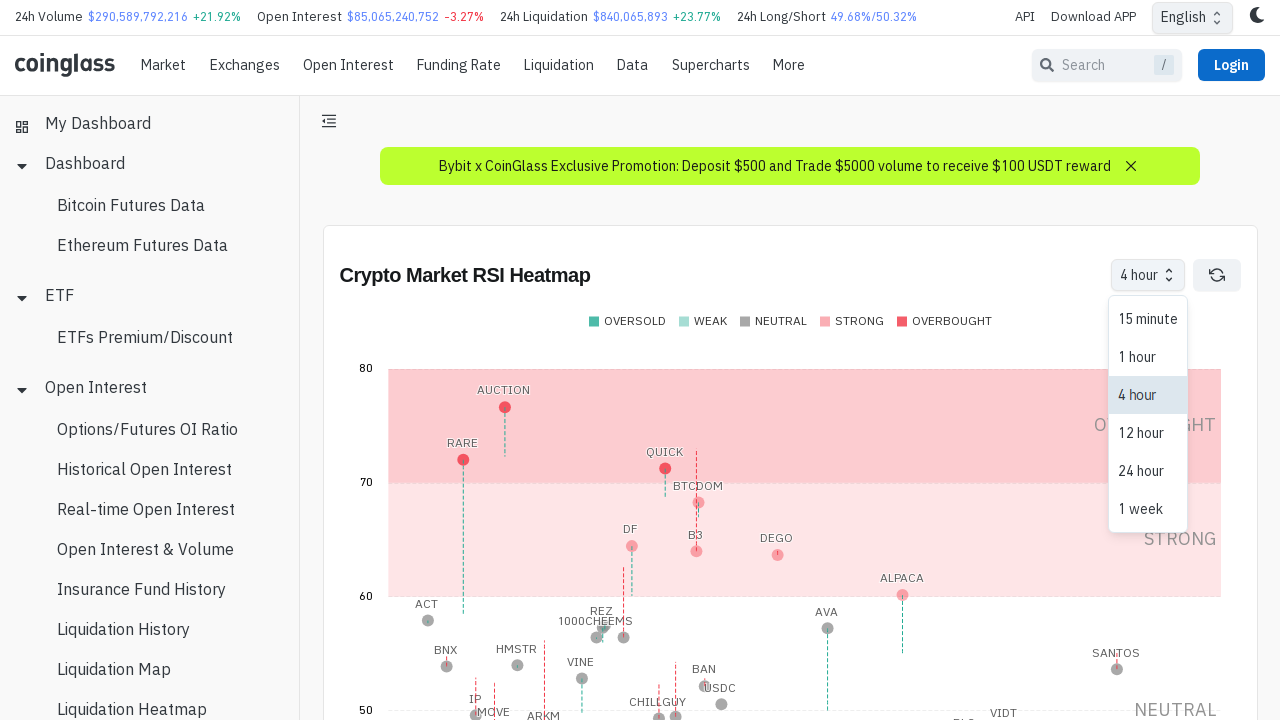 24h Volume $290,589,792,216 +21.92% Open Interest $85,065,240,752 -3.27% 24h Liquidation $840,065,893 +23.77% 24h Long/Short 49.68%/50.32% API Download APP English
coinglass Market Exchanges Open Interest Funding Rate Liquidation Data Supercharts More Search / Login
My Dashboard
Dashboard
Bitcoin Futures Data
Ethereum Futures Data
ETF
ETFs Premium/Discount
Open Interest
Options/Futures OI Ratio
Historical Open Interest
Real-time Open Interest
Open Interest & Volume
Insurance Fund History
Liquidation History
Liquidation Map
Liquidation Heatmap
Bybit x CoinGlass Exclusive Promotion: Deposit $500 and Trade $5000 volume to receive $100 USDT reward
Crypto Market RSI Heatmap
4 hour
15 minute
1 hour
4 hour
12 hour
24 hour
1 week
OVERSOLD WEAK NEUTRAL STRONG OVERBOUGHT
80
AUCTION
RARE
QUICK
70
BTCDOM
DF
B3
DEGO
STRONG
ALPACA
60
ACT
REZ
AVA
1000CHEEMS
BNX
HMSTR
SANTOS
VINE
BAN
USDC
IP
CHILLGUY
50
MOVE
ARKM
VIDT
NEUTRAL